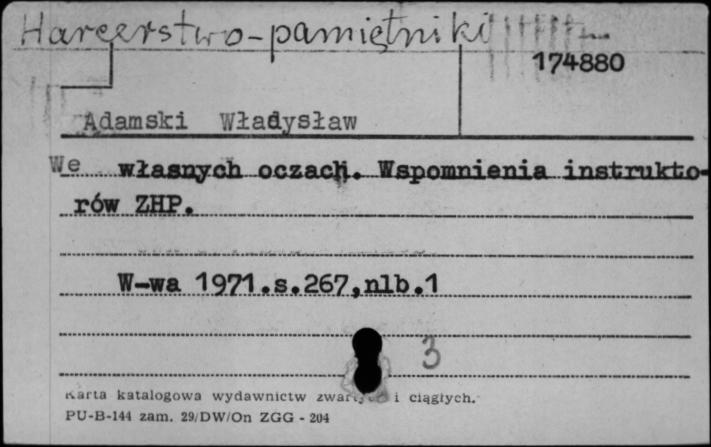 Harcerstwo-pamiętniki
174880
Adamski Władysław
We własnych oczach. Wspomnienia instrukto-
rów ZHP.
W-wa 1971.s.267,nlb.1
3
Karta katalogowa wydawnictw zwartych i ciągłych.
PU-B-144 zam. 29/DW/On ZGG - 204